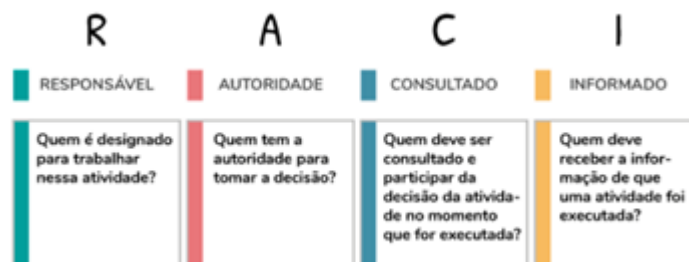 R A C I
RESPONSÁVEL AUTORIDADE CONSULTADO INFORMADO
Quem é designado
para trabalhar
nessa atividade?
Quem tem a
autoridade para
tomar a decisão?
Quem deve ser
consultado e
participar da
decisão da ativida-
de no momento
que for executada?
Quem deve
receber a infor-
mação de que
uma atividade foi
executada?